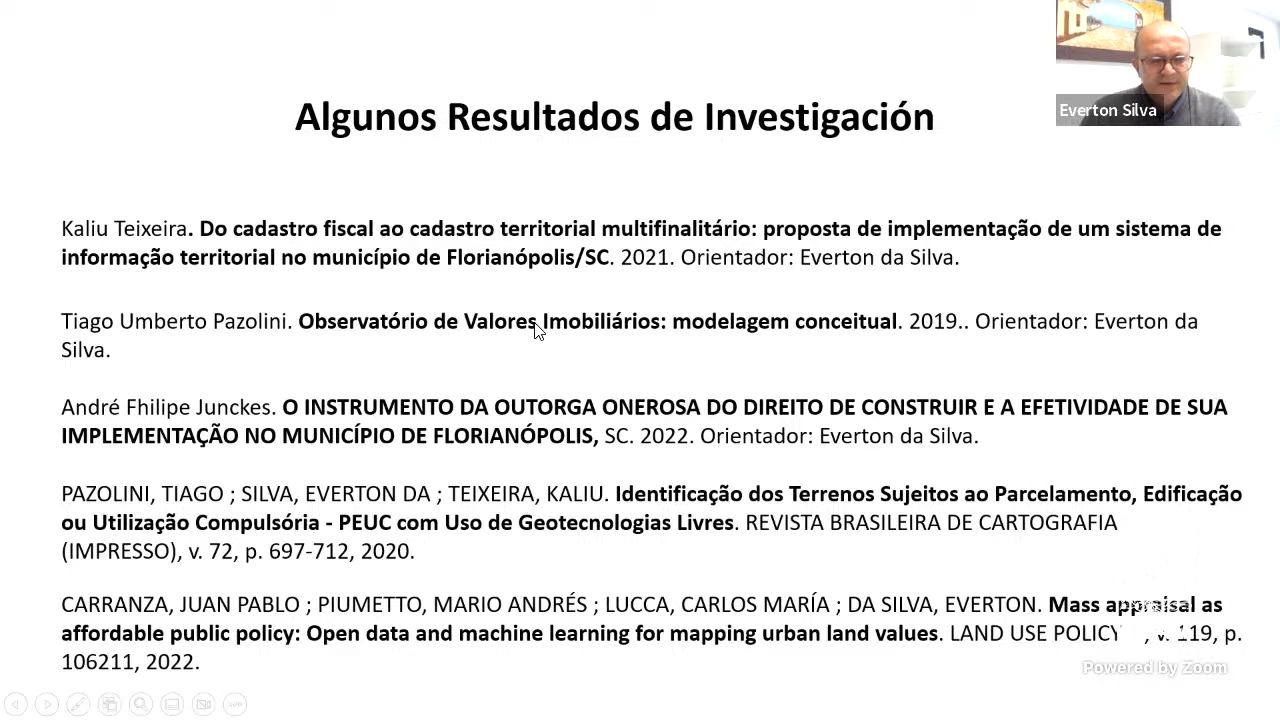 Everton Silva
Algunos Resultados de Investigación
Kaliu Teixeira. Do cadastro fiscal ao cadastro territorial multifinalitário: proposta de implementação de um sistema de
informação territorial no município de Florianópolis/SC. 2021. Orientador: Everton da Silva.
Tiago Umberto Pazolini. Observatório de Valores Imobiliários: modelagem conceitual. 2019.. Orientador: Everton da
Silva.
André Fhilipe Junckes. O INSTRUMENTO DA OUTORGA ONEROSA DO DIREITO DE CONSTRUIR E A EFETIVIDADE DE SUA
IMPLEMENTAÇÃO NO MUNICÍPIO DE FLORIANÓPOLIS, SC. 2022. Orientador: Everton da Silva.
PAZOLINI, TIAGO ; SILVA, EVERTON DA ; TEIXEIRA, KALIU. Identificação dos Terrenos Sujeitos ao Parcelamento, Edificação
ou Utilização Compulsória - PEUC com Uso de Geotecnologias Livres. REVISTA BRASILEIRA DE CARTOGRAFIA
(IMPRESSO), v. 72, p. 697-712, 2020.
CARRANZA, JUAN PABLO ; PIUMETTO, MARIO ANDRÉS ; LUCCA, CARLOS MARÍA ; DA SILVA, EVERTON. Mass appraisal as
affordable public policy: Open data and machine learning for mapping urban land values. LAND USE POLICY , v. 119, p.
106211, 2022.
Powered by Zoom